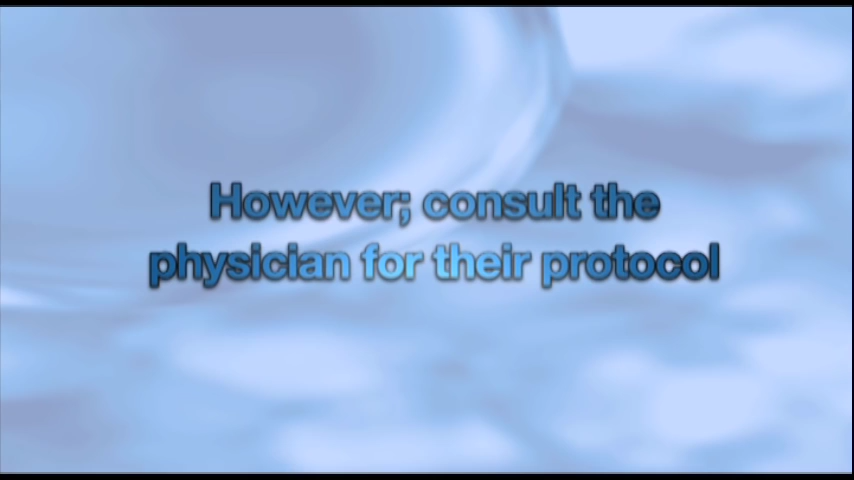 However; consult the
physician for their protocol